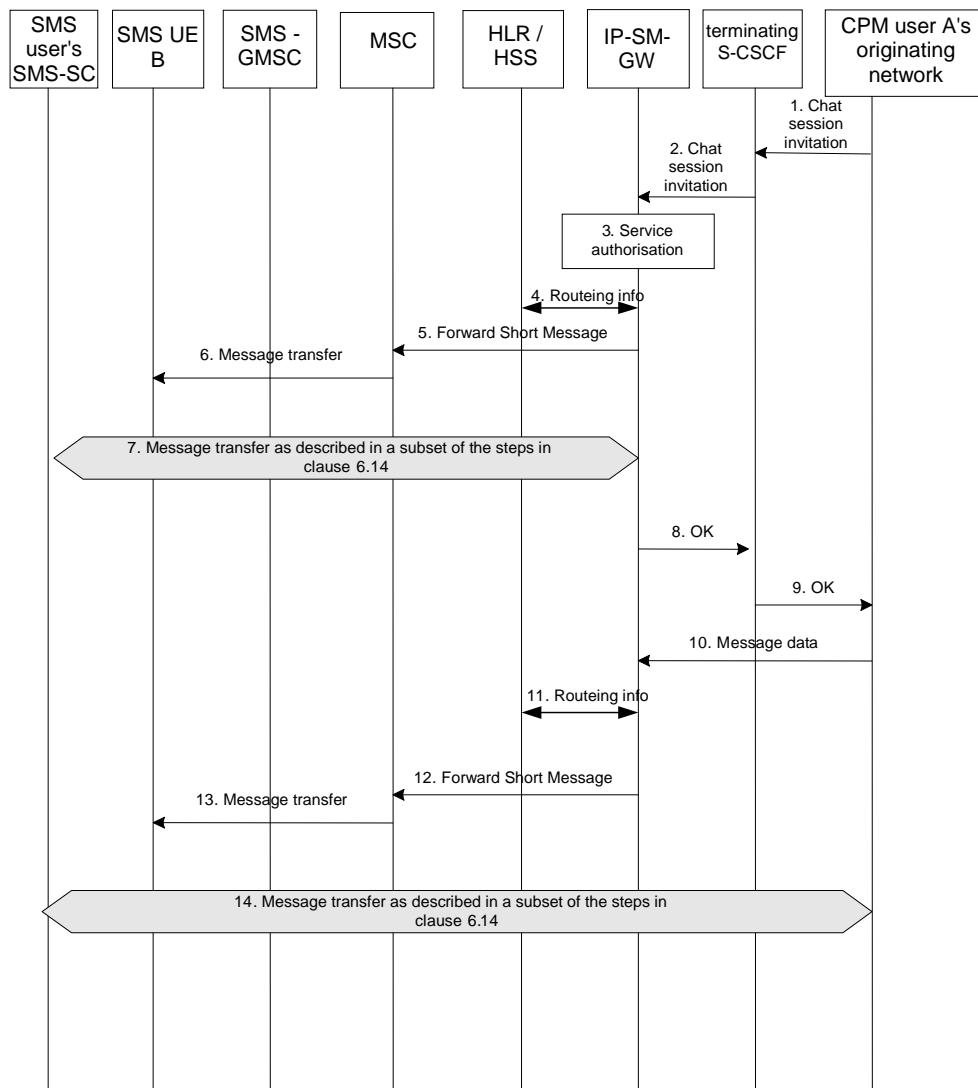 SMS
user's
SMS-SC
SMS UE
B
SMS -
GMSC
MSC
HLR /
HSS
IP-SM-
GW
terminating
S-CSCF
CPM user A's
originating
network
1. Chat
session
invitation
2. Chat
session
invitation
3. Service
authorisation
4. Routeing info
5. Forward Short Message
6. Message transfer
7. Message transfer as described in a subset of the steps in
clause 6.14
8. OK
9. OK
10. Message data
11. Routeing info
12. Forward Short Message
13. Message transfer
14. Message transfer as described in a subset of the steps in
clause 6.14